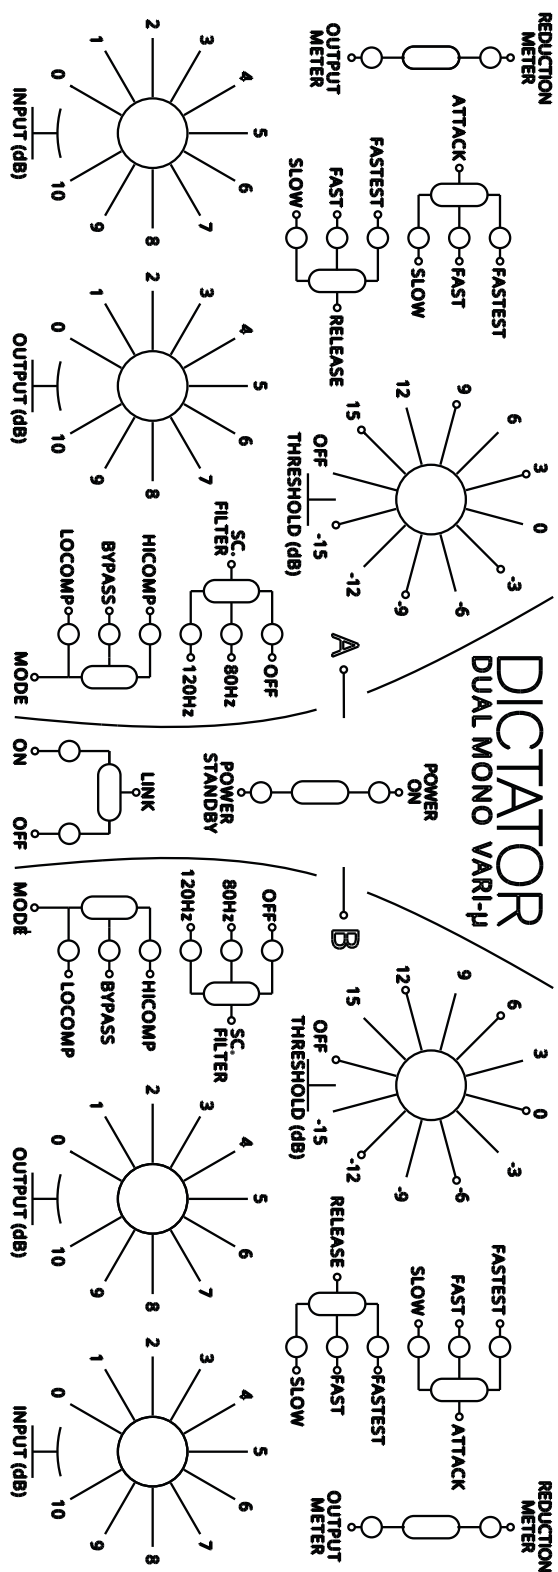 REDUCTION
METER
OUTPUT
METER
ATTACK
SLOW
FAST
FASTEST
FASTEST
FAST
SLOW
RELEASE
OFF
15
12
9
6
3
0
-3
-6
-9
-12
-15
THRESHOLD (dB)
0
1
2
3
4
5
6
7
8
9
10
INPUT (dB)
0
1
2
3
4
5
6
7
8
9
10
OUTPUT (dB)
SC.
FILTER
OFF
80Hz
120Hz
HICOMP
BYPASS
LOCOMP
MODE
A
DICTATOR
DUAL MONO VARI-μ
POWER
ON
POWER
STANDBY
LINK
ON
OFF
B
OFF
80Hz
120Hz
SC.
FILTER
MODE
HICOMP
BYPASS
LOCOMP
OFF
15
12
9
6
3
0
-3
-6
-9
-12
-15
THRESHOLD (dB)
0
1
2
3
4
5
6
7
8
9
10
OUTPUT (dB)
RELEASE
FASTEST
FAST
SLOW
FASTEST
FAST
SLOW
ATTACK
0
1
2
3
4
5
6
7
8
9
10
INPUT (dB)
REDUCTION
METER
OUTPUT
METER